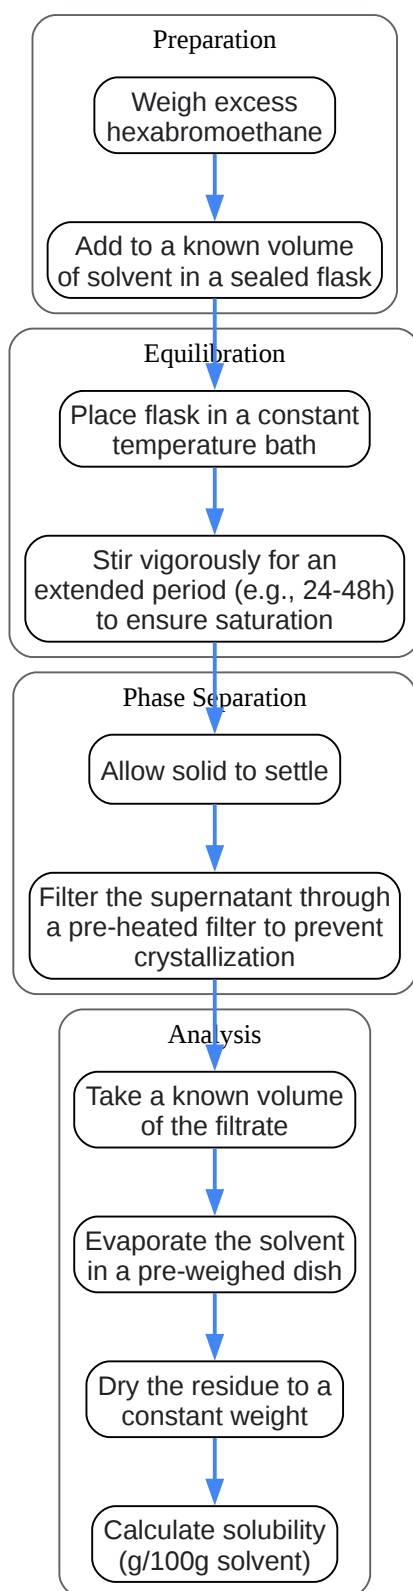 Preparation
Weigh excess
hexabromoethane
Add to a known volume
of solvent in a sealed flask
Equilibration
Place flask in a constant
temperature bath
Stir vigorously for an
extended period (e.g., 24-48h)
to ensure saturation
Phase Separation
Allow solid to settle
Filter the supernatant through
a pre-heated filter to prevent
crystallization
Analysis
Take a known volume
of the filtrate
Evaporate the solvent
in a pre-weighed dish
Dry the residue to a
constant weight
Calculate solubility
(g/100g solvent)